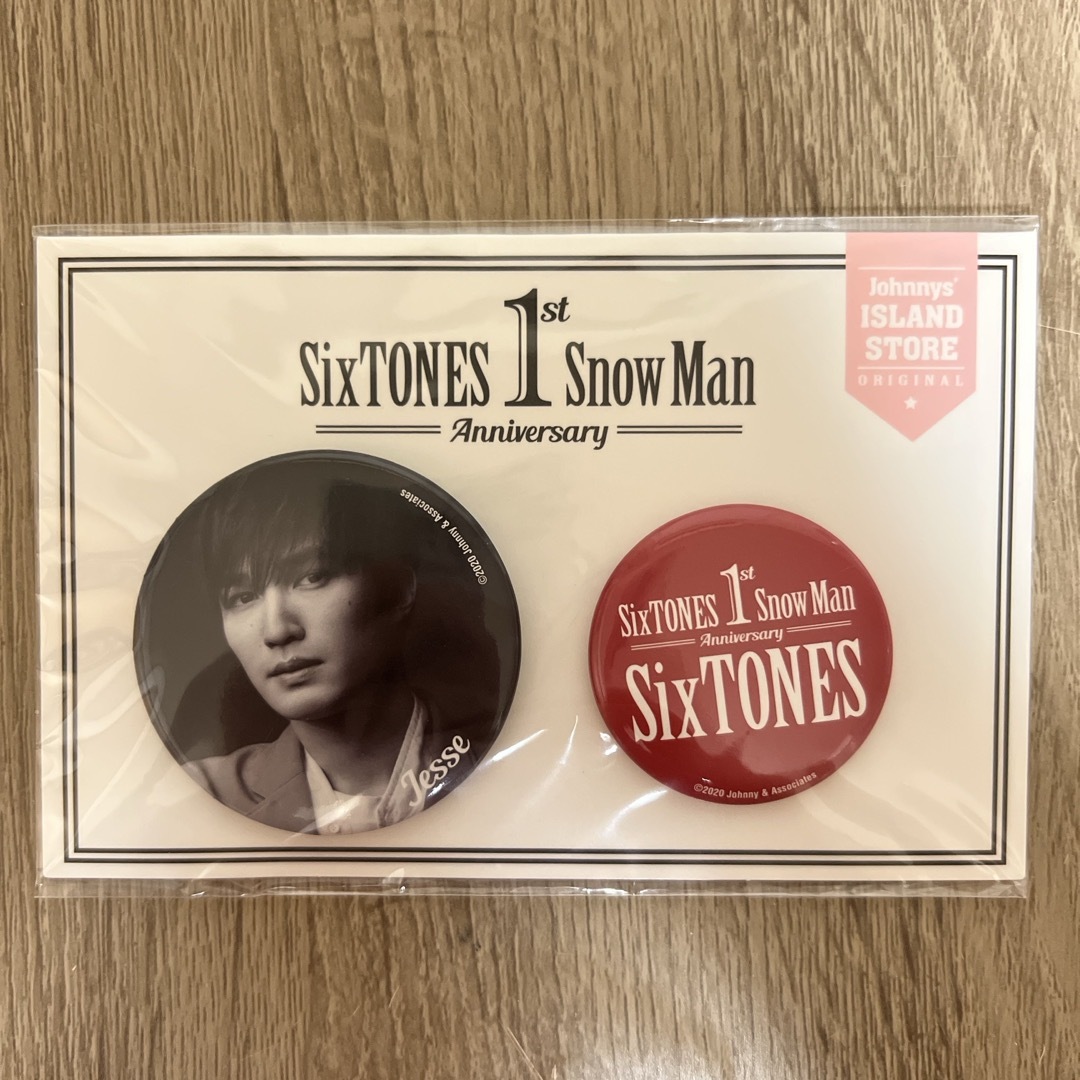 SixTONES 1st Snow Man
Anniversary
Johnnys'
ISLAND
STORE
ORIGINAL
©2020 Johnny & Associates
Jesse
SixTONES 1st Snow Man
Anniversary
SixTONES
©2020 Johnny & Associates